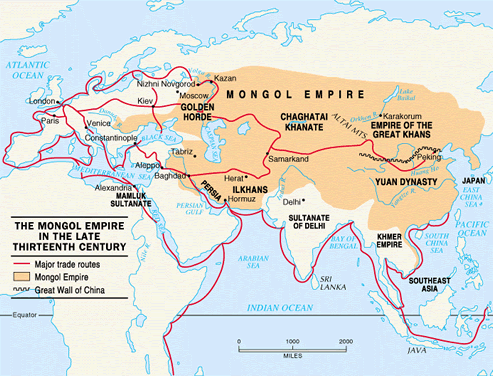 ATLANTIC
OCEAN
London
Paris
Venice
Constantinople
Nizhni Novgorod
Moscow
Kiev
Kazan
GOLDEN
HORDE
MONGOL EMPIRE
CHAGHATAI
KHANATE
ALTAI MTS
Lake
Baikal
Karakorum
EMPIRE OF THE
GREAT KHANS
Peking
BLACK SEA
Tabriz
Samarkand
MEDITERRANEAN SEA
Aleppo
Baghdad
Herat
PERSIA
ILKHANS
YUAN DYNASTY
JAPAN
EAST
CHINA
SEA
Alexandria
MAMLUK
SULTANATE
PERSIAN
GULF
Hormuz
Delhi
SULTANATE
OF DELHI
PACIFIC
OCEAN
SOUTH
CHINA
SEA
KHMER
EMPIRE
BAY OF
BENGAL
ARABIAN
SEA
SRI
LANKA
SOUTHEAST
ASIA
INDIAN OCEAN
JAVA
THE MONGOL EMPIRE
IN THE LATE
THIRTEENTH CENTURY
Major trade routes
Mongol Empire
Great Wall of China
Equator
0 1000 2000
MILES